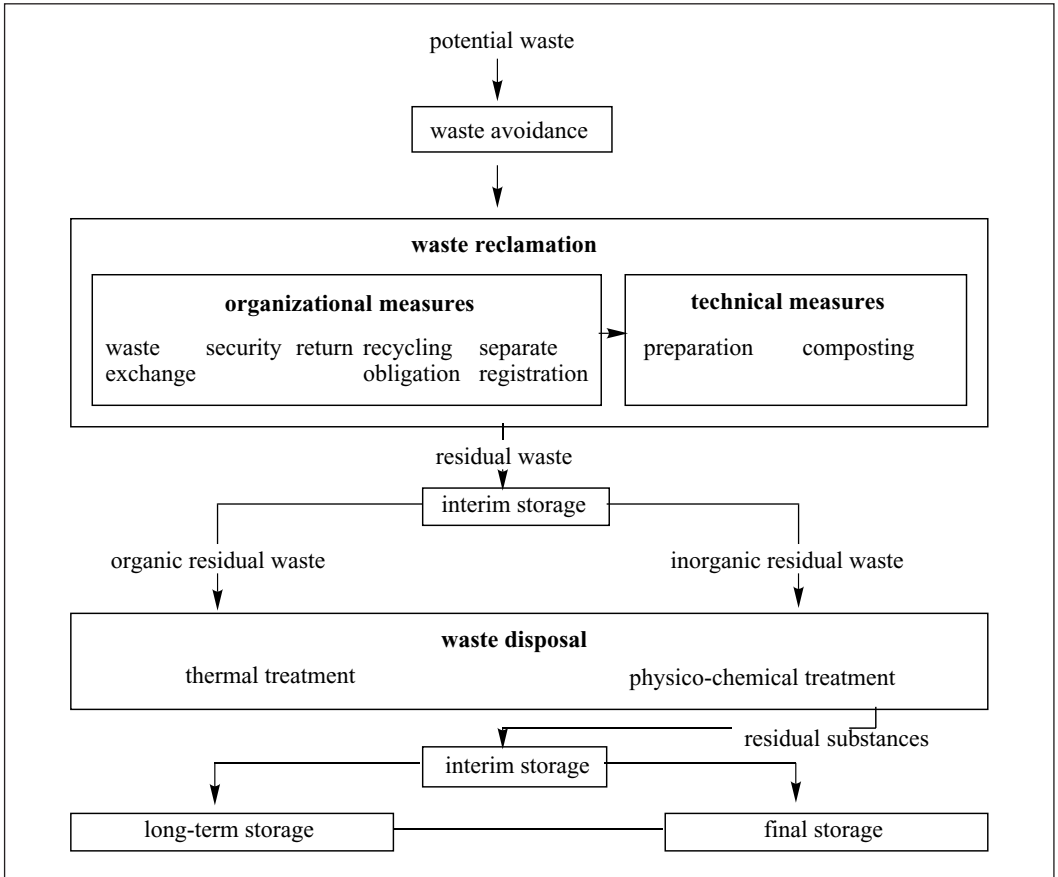 potential waste
waste avoidance
waste reclamation
organizational measures
waste exchange
security
return
recycling obligation
separate registration
technical measures
preparation
composting
residual waste
interim storage
organic residual waste
inorganic residual waste
waste disposal
thermal treatment
physico-chemical treatment
residual substances
interim storage
long-term storage
final storage